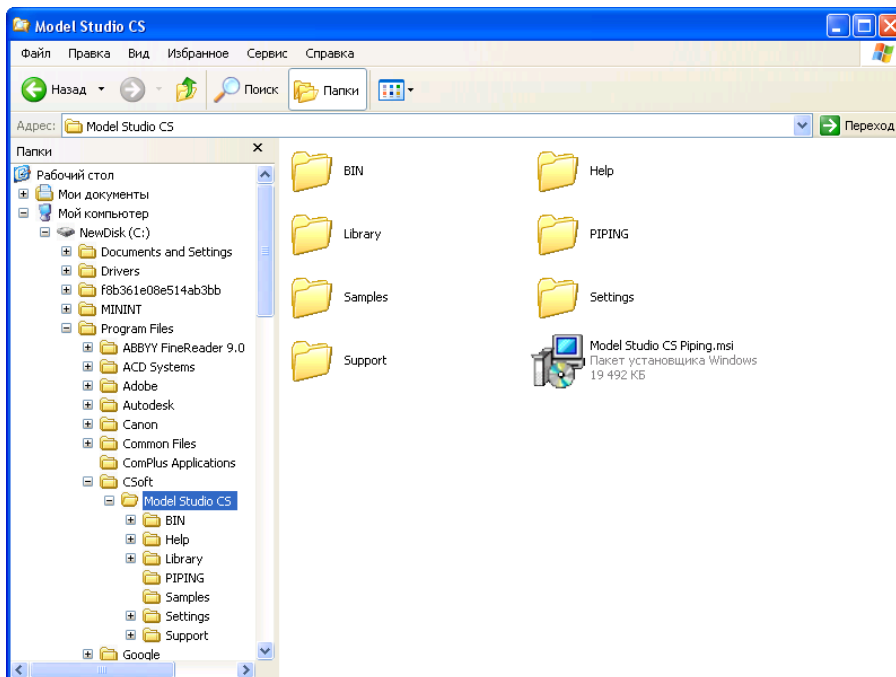 Model Studio CS
Файл Правка Вид Избранное Сервис Справка
Назад Поиск Папки
Адрес: Model Studio CS Переход
Папки
Рабочий стол
Мои документы
Мой компьютер
NewDisk (C:)
Documents and Settings
Drivers
f8b361e08e514ab3bb
MININT
Program Files
ABBYY FineReader 9.0
ACD Systems
Adobe
Autodesk
Canon
Common Files
ComPlus Applications
CSoft
Model Studio CS
BIN
Help
Library
PIPING
Samples
Settings
Support
Google
BIN
Help
Library
PIPING
Samples
Settings
Support
Model Studio CS Piping.msi
Пакет установщика Windows
19 492 КБ